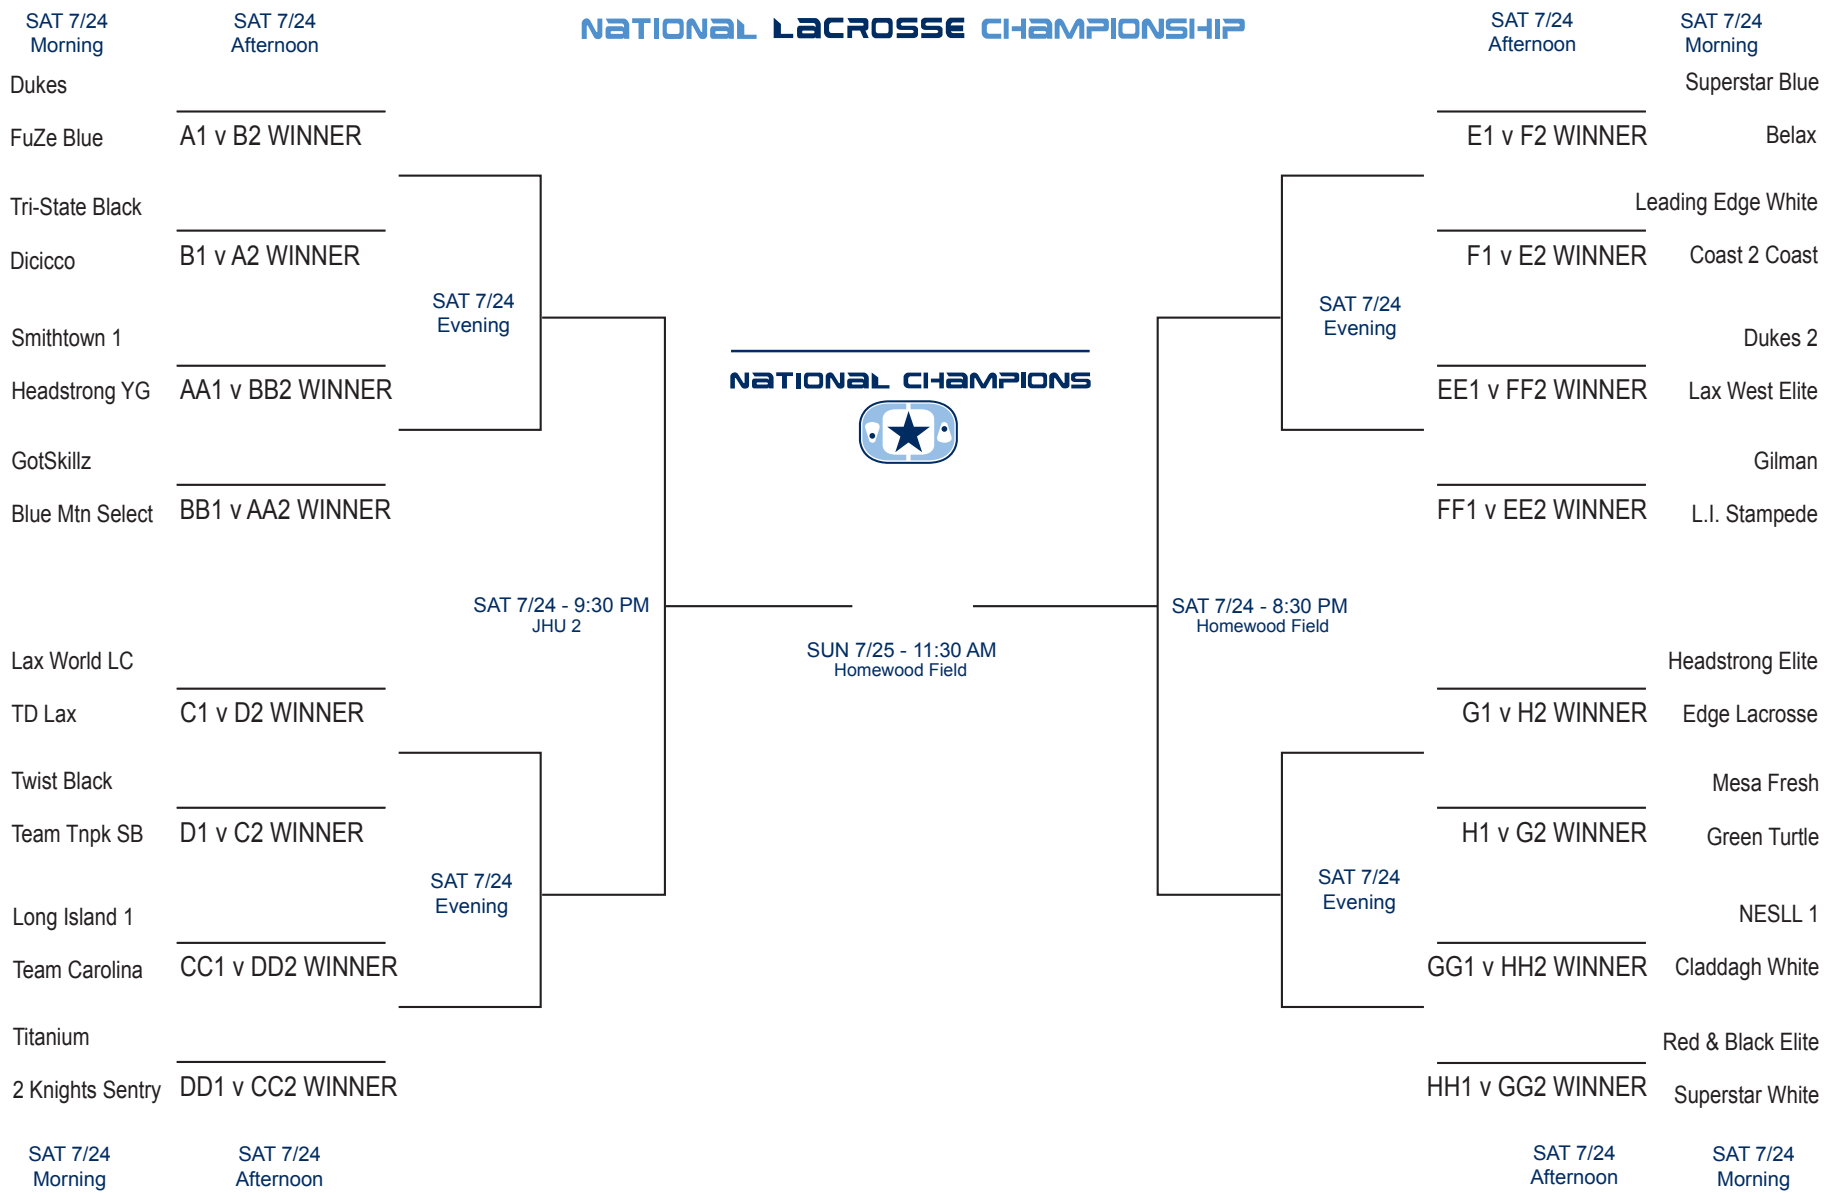 SAT 7/24
Morning
SAT 7/24
Afternoon
NATIONAL LACROSSE CHAMPIONSHIP
SAT 7/24
Afternoon
SAT 7/24
Morning
Dukes
FuZe Blue
A1 v B2 WINNER
Tri-State Black
Dicicco
B1 v A2 WINNER
Smithtown 1
Headstrong YG
AA1 v BB2 WINNER
GotSkillz
Blue Mtn Select
BB1 v AA2 WINNER
SAT 7/24
Evening
Lax World LC
TD Lax
C1 v D2 WINNER
Twist Black
Team Tnpk SB
D1 v C2 WINNER
Long Island 1
Team Carolina
CC1 v DD2 WINNER
Titanium
2 Knights Sentry
DD1 v CC2 WINNER
SAT 7/24
Evening
SAT 7/24 - 9:30 PM
JHU 2
NATIONAL CHAMPIONS
SUN 7/25 - 11:30 AM
Homewood Field
SAT 7/24 - 8:30 PM
Homewood Field
Superstar Blue
E1 v F2 WINNER
Belax
Leading Edge White
F1 v E2 WINNER
Coast 2 Coast
SAT 7/24
Evening
Dukes 2
EE1 v FF2 WINNER
Lax West Elite
Gilman
FF1 v EE2 WINNER
L.I. Stampede
Headstrong Elite
G1 v H2 WINNER
Edge Lacrosse
Mesa Fresh
H1 v G2 WINNER
Green Turtle
SAT 7/24
Evening
NESLL 1
GG1 v HH2 WINNER
Claddagh White
Red & Black Elite
HH1 v GG2 WINNER
Superstar White
SAT 7/24
Morning
SAT 7/24
Afternoon
SAT 7/24
Afternoon
SAT 7/24
Morning